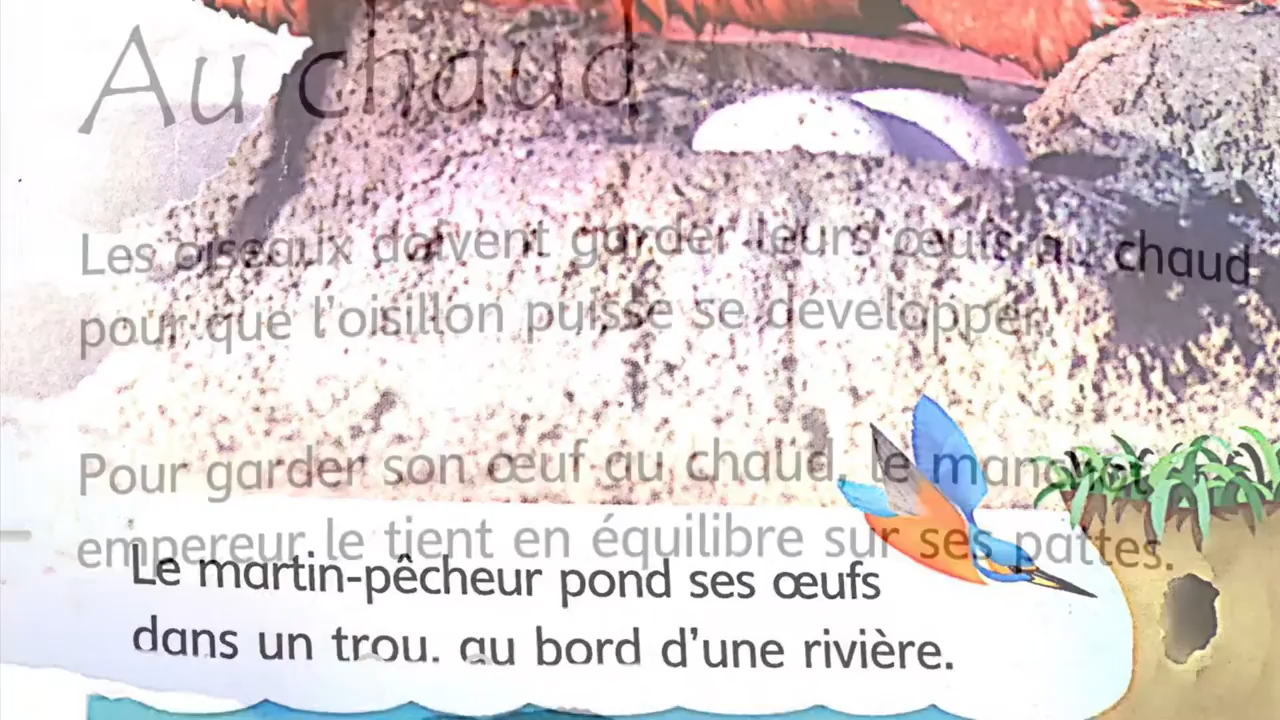 Au chaud
Les oiseaux doivent garder leurs œufs au chaud
pour que l'oisillon puisse se développer.
Pour garder son œuf au chaud, le manchot
empereur le tient en équilibre sur ses pattes.
Le martin-pêcheur pond ses œufs
dans un trou, au bord d'une rivière.